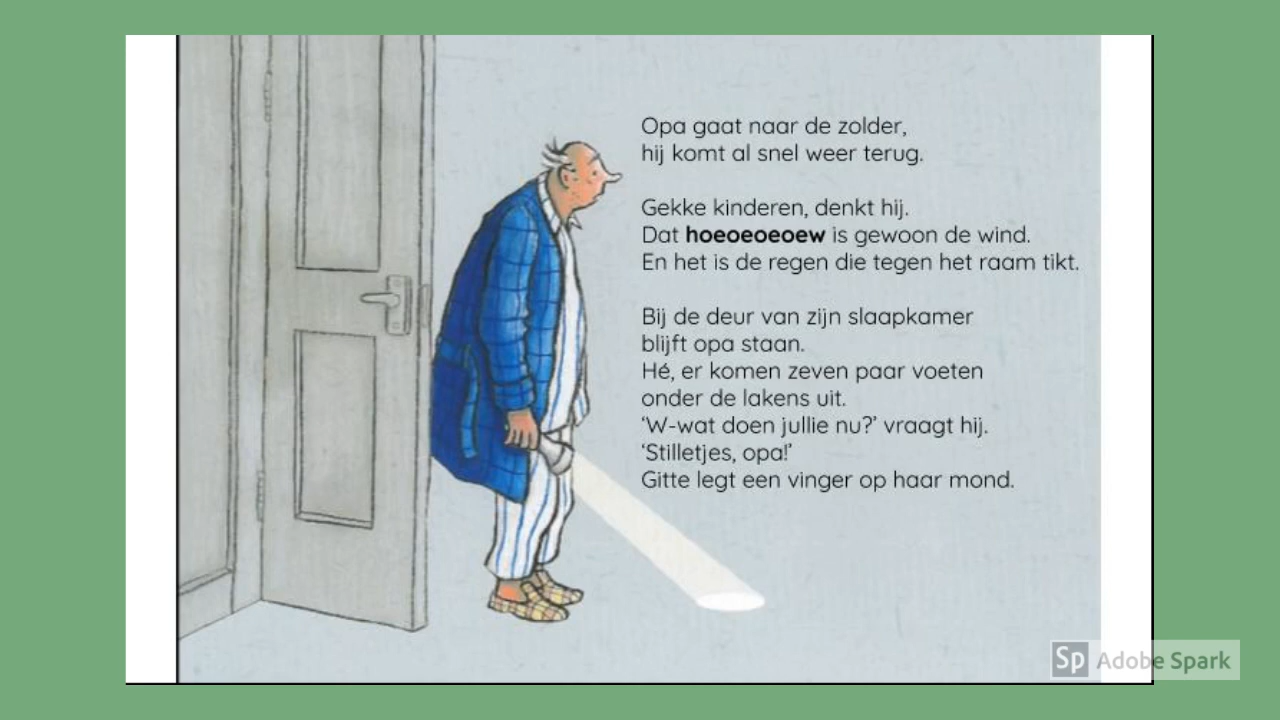 Opa gaat naar de zolder,
hij komt al snel weer terug.
Gekke kinderen, denkt hij.
Dat hoeoeoeoew is gewoon de wind.
En het is de regen die tegen het raam tikt.
Bij de deur van zijn slaapkamer
blijft opa staan.
Hé, er komen zeven paar voeten
onder de lakens uit.
‘W-wat doen jullie nu?’ vraagt hij.
‘Stilletjes, opa!’
Gitte legt een vinger op haar mond.
Sp Adobe Spark